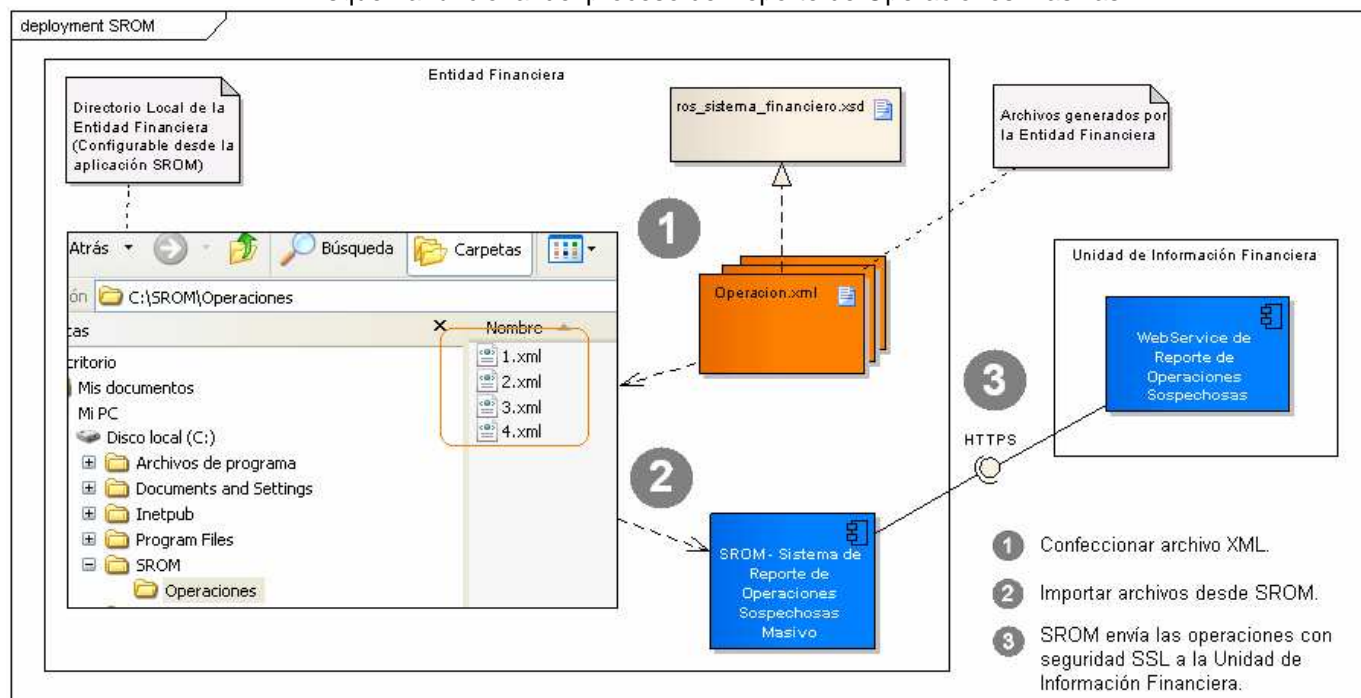 deployment SROM
Entidad Financiera
Directorio Local de la
Entidad Financiera
(Configurable desde la
aplicación SROM)
ros_sistema_financiero.xsd
Archivos generados por
la Entidad Financiera
1
Atrás
Búsqueda
Carpetas
ón
C:\SROM\Operaciones
tas
X
Nombre
1.xml
2.xml
3.xml
4.xml
critorio
Mis documentos
Mi PC
Disco local (C:)
Archivos de programa
Documents and Settings
Inetpub
Program Files
SROM
Operaciones
Operacion.xml
Unidad de Información Financiera
WebService de
Reporte de
Operaciones
Sospechosas
3
HTTPS
2
SROM- Sistema de
Reporte de
Operaciones
Sospechosas
Masivo
1 Confeccionar archivo XML.
2 Importar archivos desde SROM.
3 SROM envía las operaciones con
seguridad SSL a la Unidad de
Información Financiera.